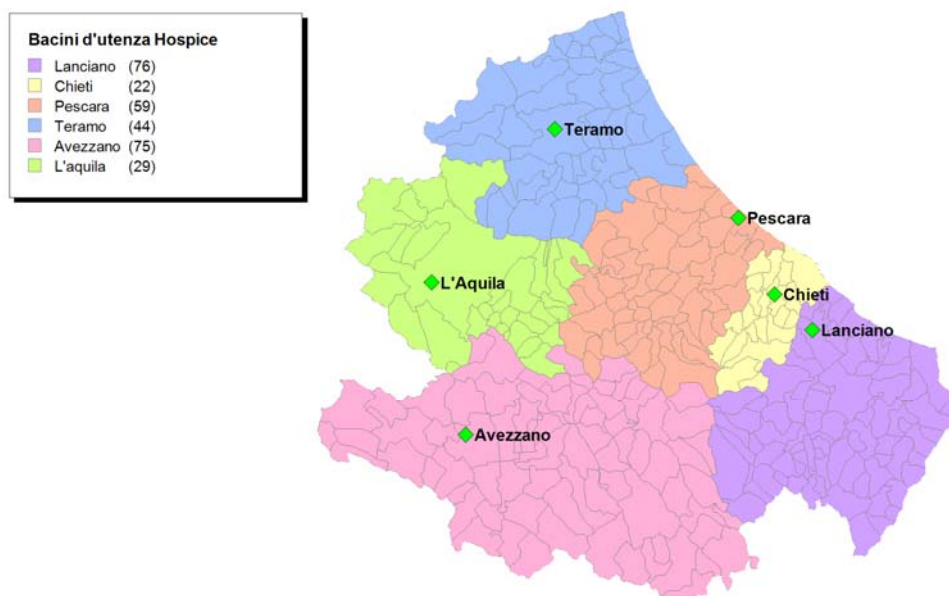 Bacini d'utenza Hospice
Lanciano (76)
Chieti (22)
Pescara (59)
Teramo (44)
Avezzano (75)
L'aquila (29)
Teramo
Pescara
L'Aquila
Chieti
Lanciano
Avezzano